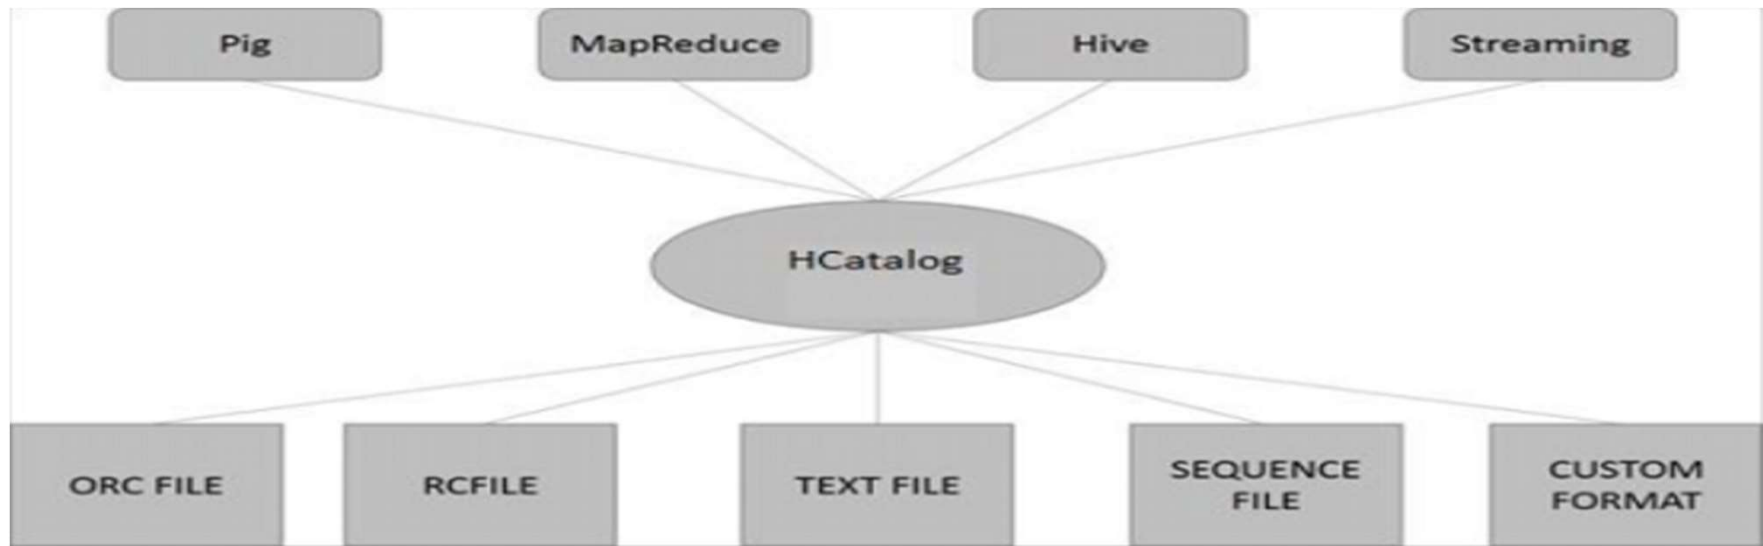 Pig
MapReduce
Hive
Streaming
HCatalog
ORC FILE
RCFILE
TEXT FILE
SEQUENCE
FILE
CUSTOM
FORMAT